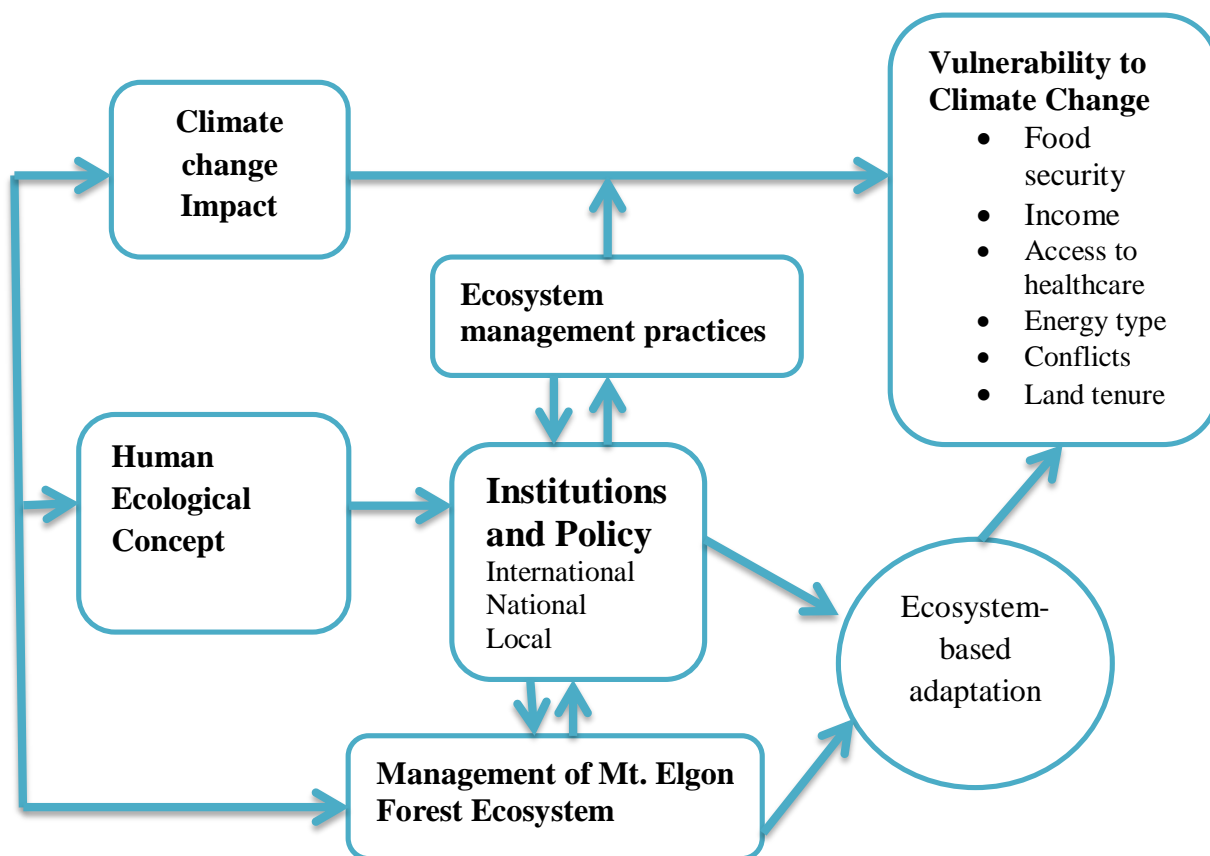 Climate
change
Impact
Vulnerability to
Climate Change
• Food
security
• Income
• Access to
healthcare
• Energy type
• Conflicts
• Land tenure
Ecosystem
management practices
Human
Ecological
Concept
Institutions
and Policy
International
National
Local
Ecosystem-
based
adaptation
Management of Mt. Elgon
Forest Ecosystem